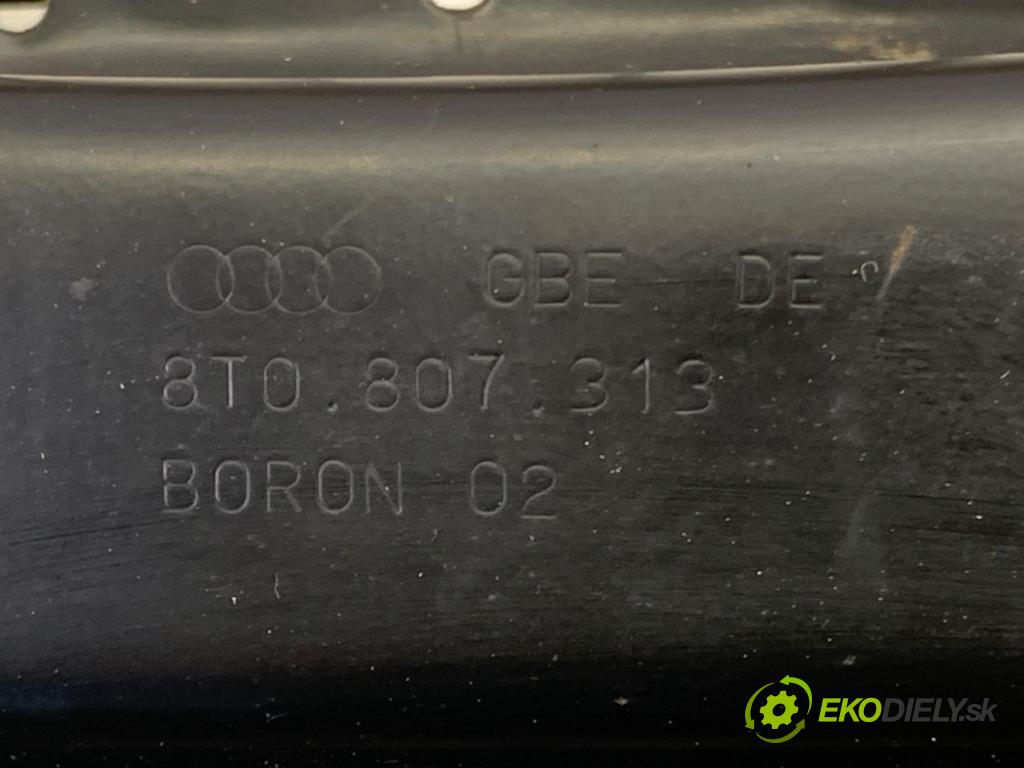 GBE DE
8T0.807.313
BORON 02
EKODIELY.sk